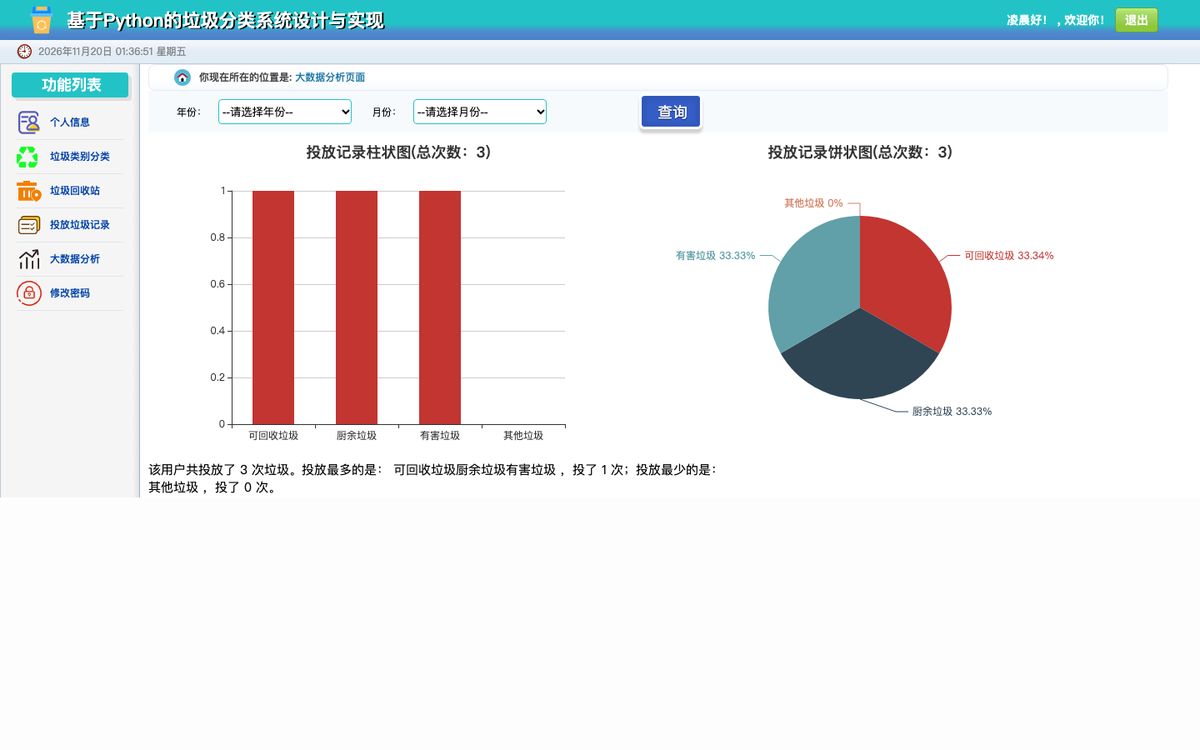 基于Python的垃圾分类系统设计与实现
凌晨好! , 欢迎你! 退出
2026年11月20日 01:36:51 星期五
功能列表
个人信息
垃圾类别分类
垃圾回收站
投放垃圾记录
大数据分析
修改密码
你现在所在的位置是: 大数据分析页面
年份: --请选择年份-- 月份: --请选择月份-- 查询
投放记录柱状图(总次数：3)
1
0.8
0.6
0.4
0.2
0
可回收垃圾 厨余垃圾 有害垃圾 其他垃圾
投放记录饼状图(总次数：3)
其他垃圾 0%
有害垃圾 33.33%
可回收垃圾 33.34%
厨余垃圾 33.33%
该用户共投放了 3 次垃圾。投放最多的是： 可回收垃圾厨余垃圾有害垃圾 ，投了 1 次；投放最少的是：
其他垃圾 ，投了 0 次。